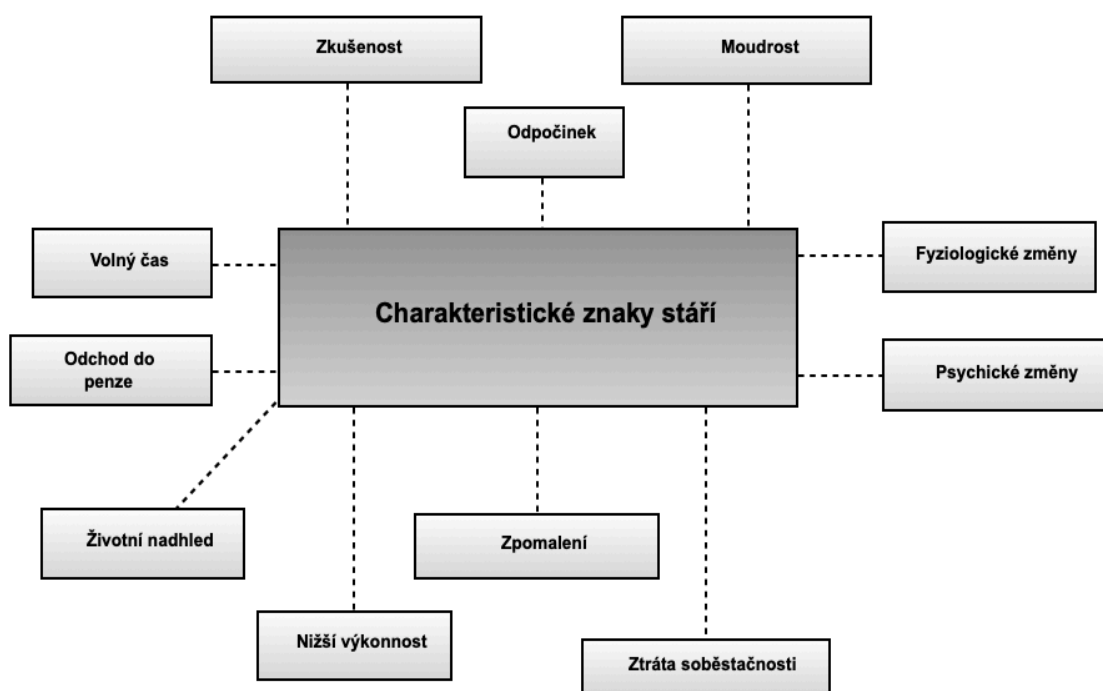 Zkušenost
Moudrost
Odpočinek
Volný čas
Fyziologické změny
Charakteristické znaky stáří
Odchod do
penze
Psychické změny
Životní nadhled
Zpomalení
Nižší výkonnost
Ztráta soběstačnosti